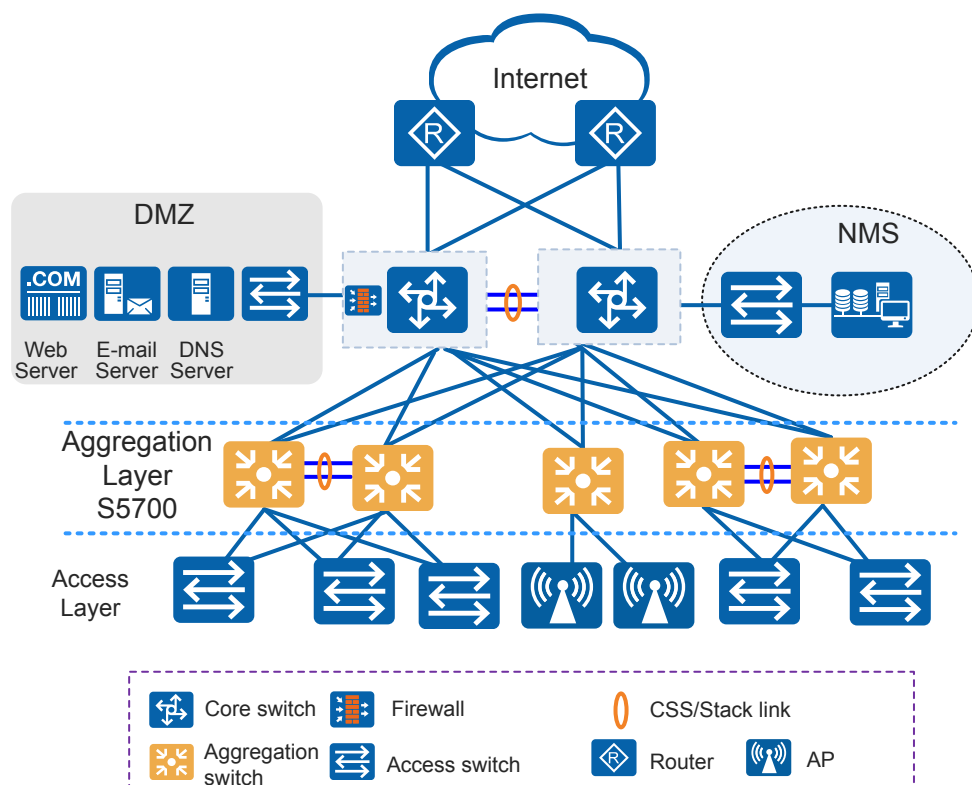 Internet
R
R
DMZ
NMS
.COM
Web
Server
E-mail
Server
DNS
Server
Aggregation
Layer
S5700
Access
Layer
Core switch
Firewall
CSS/Stack link
Aggregation
switch
Access switch
R
Router
AP